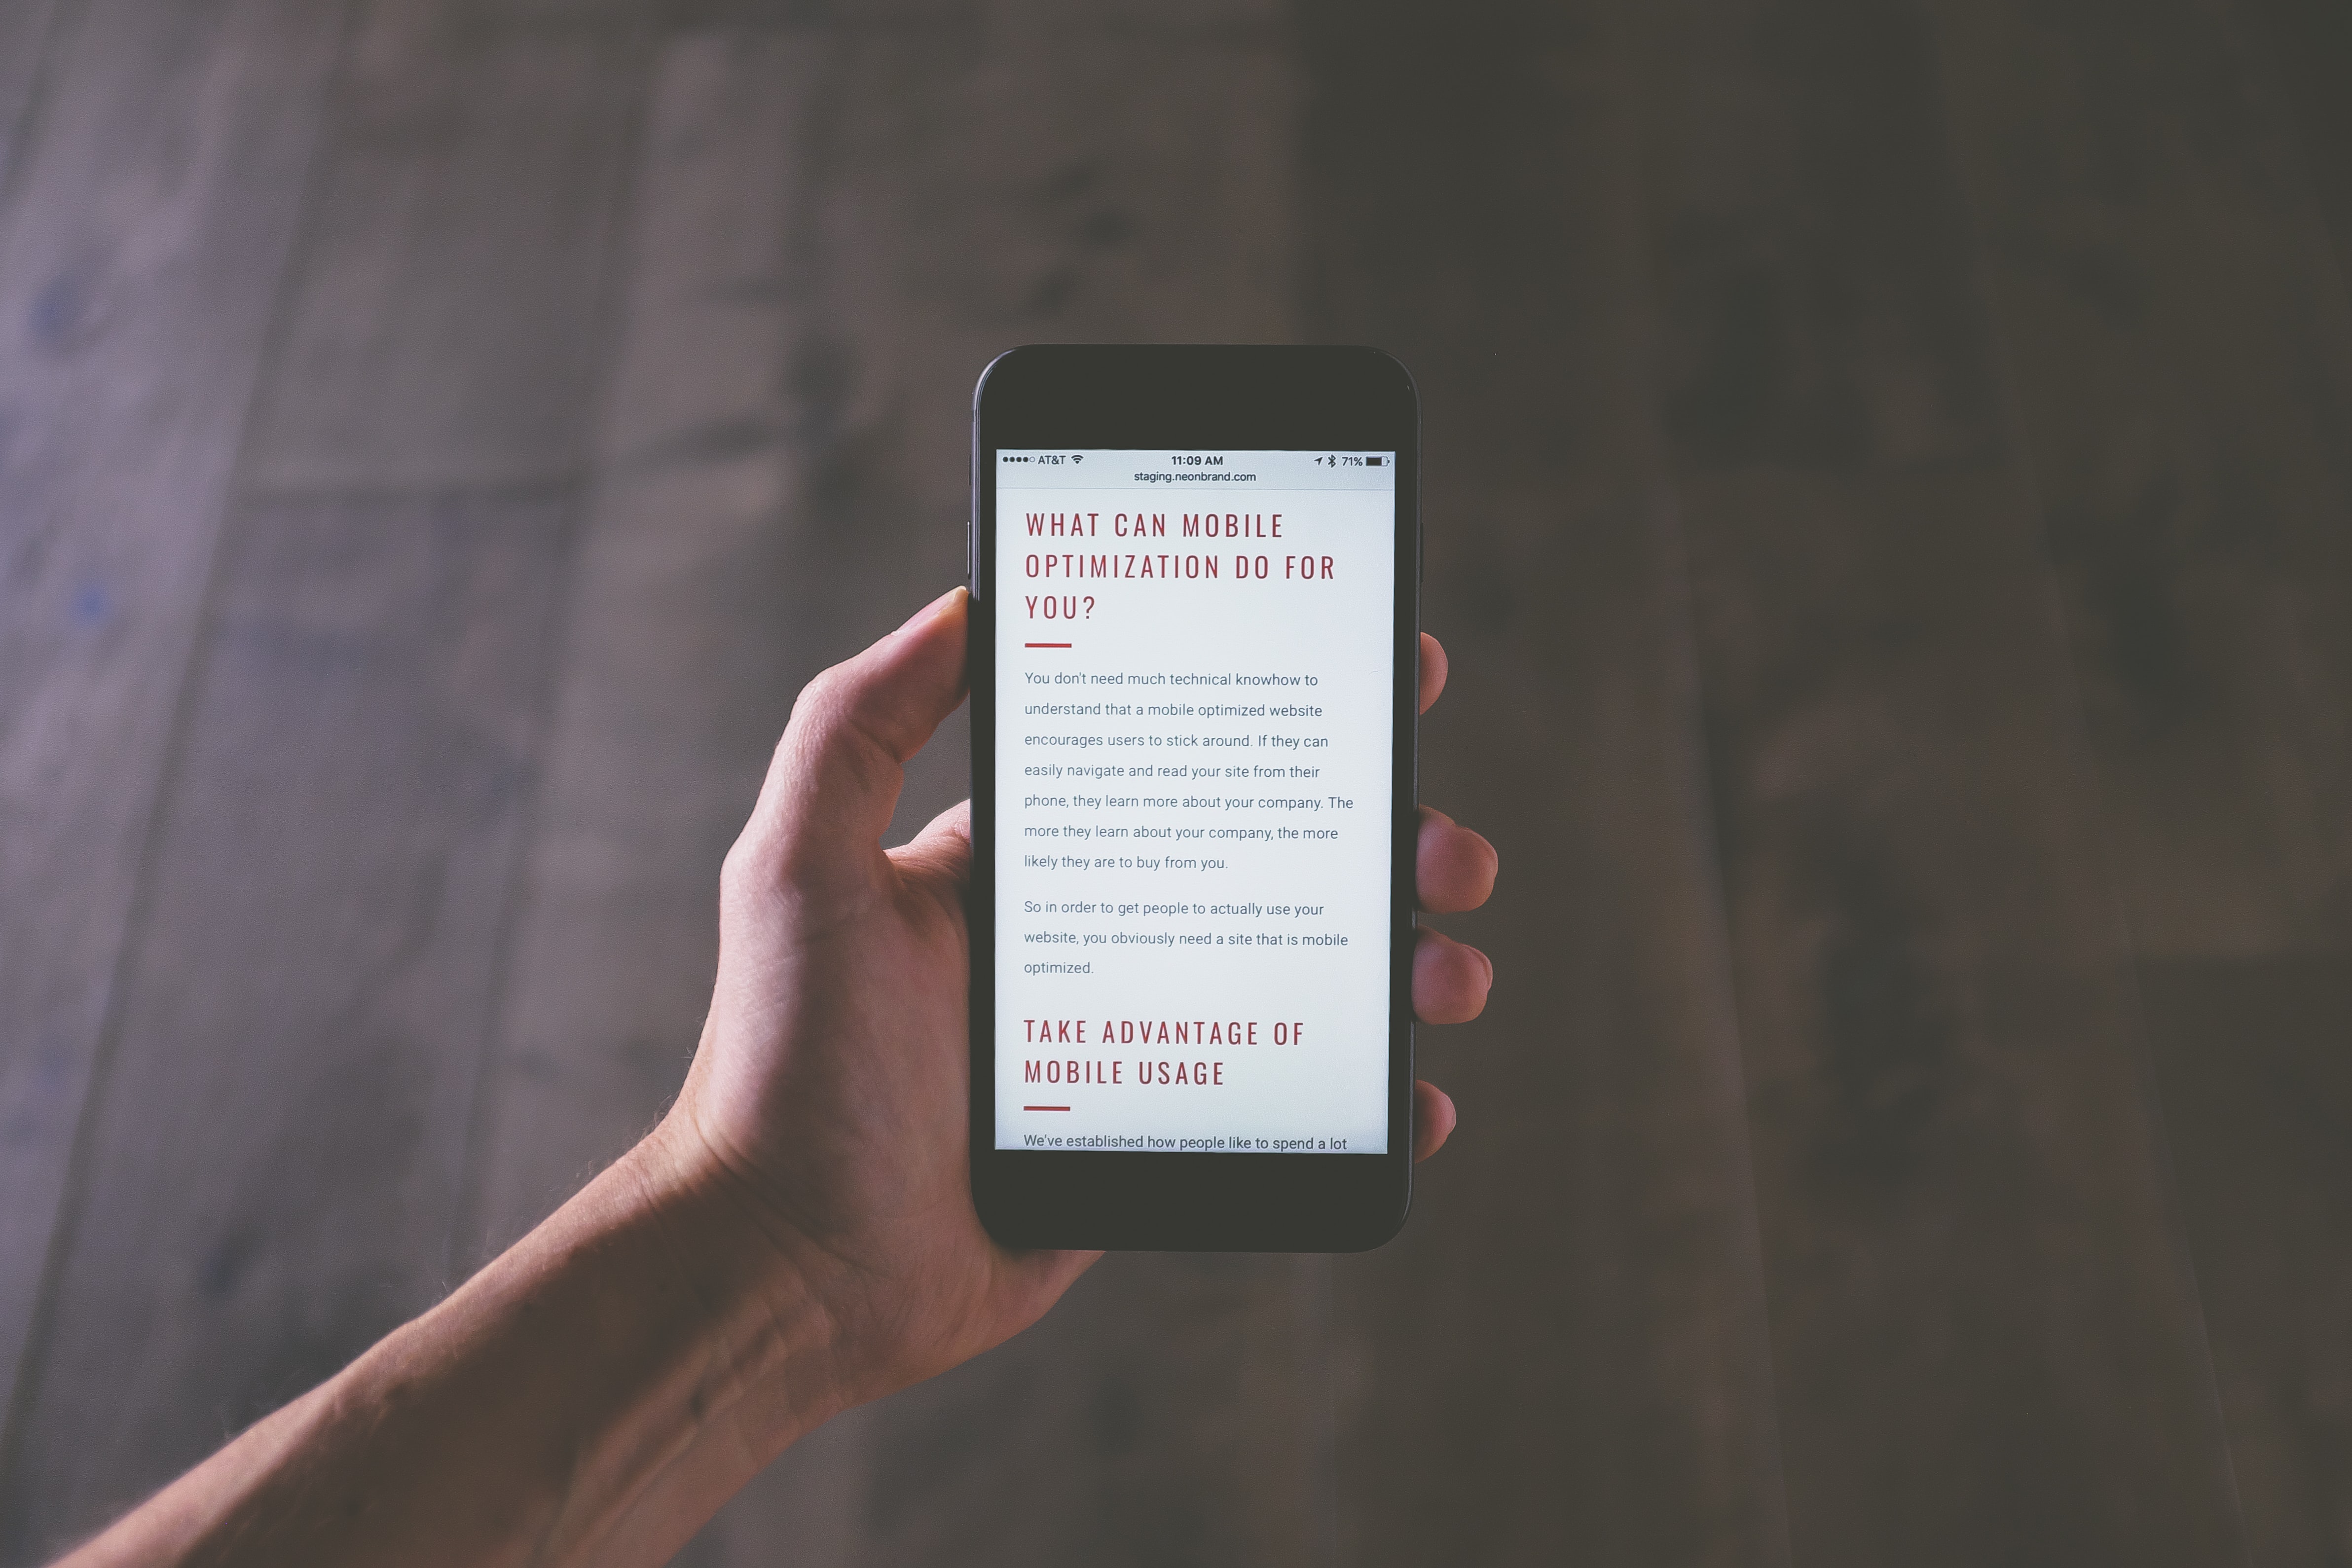 AT&T 11:09 AM 71%
staging.neonbrand.com
WHAT CAN MOBILE
OPTIMIZATION DO FOR
YOU?
You don't need much technical knowhow to
understand that a mobile optimized website
encourages users to stick around. If they can
easily navigate and read your site from their
phone, they learn more about your company. The
more they learn about your company, the more
likely they are to buy from you.
So in order to get people to actually use your
website, you obviously need a site that is mobile
optimized.
TAKE ADVANTAGE OF
MOBILE USAGE
We've established how people like to spend a lot